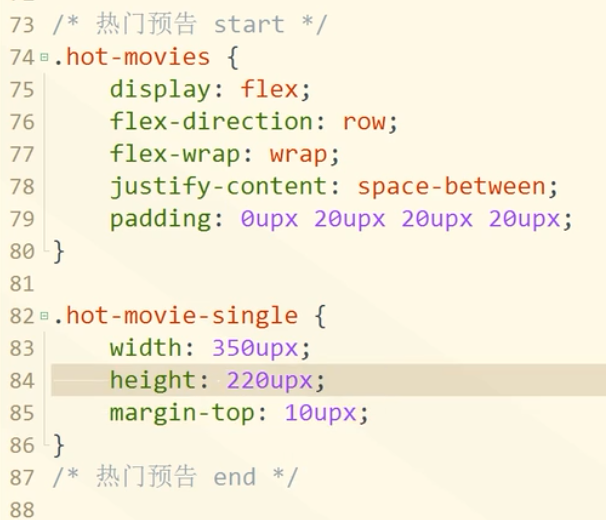 73 /* 热门预告 start */
74 .hot-movies {
75 display: flex;
76 flex-direction: row;
77 flex-wrap: wrap;
78 justify-content: space-between;
79 padding: 0upx 20upx 20upx 20upx;
80 }
81
82 .hot-movie-single {
83 width: 350upx;
84 height: 220upx;
85 margin-top: 10upx;
86 }
87 /* 热门预告 end */
88